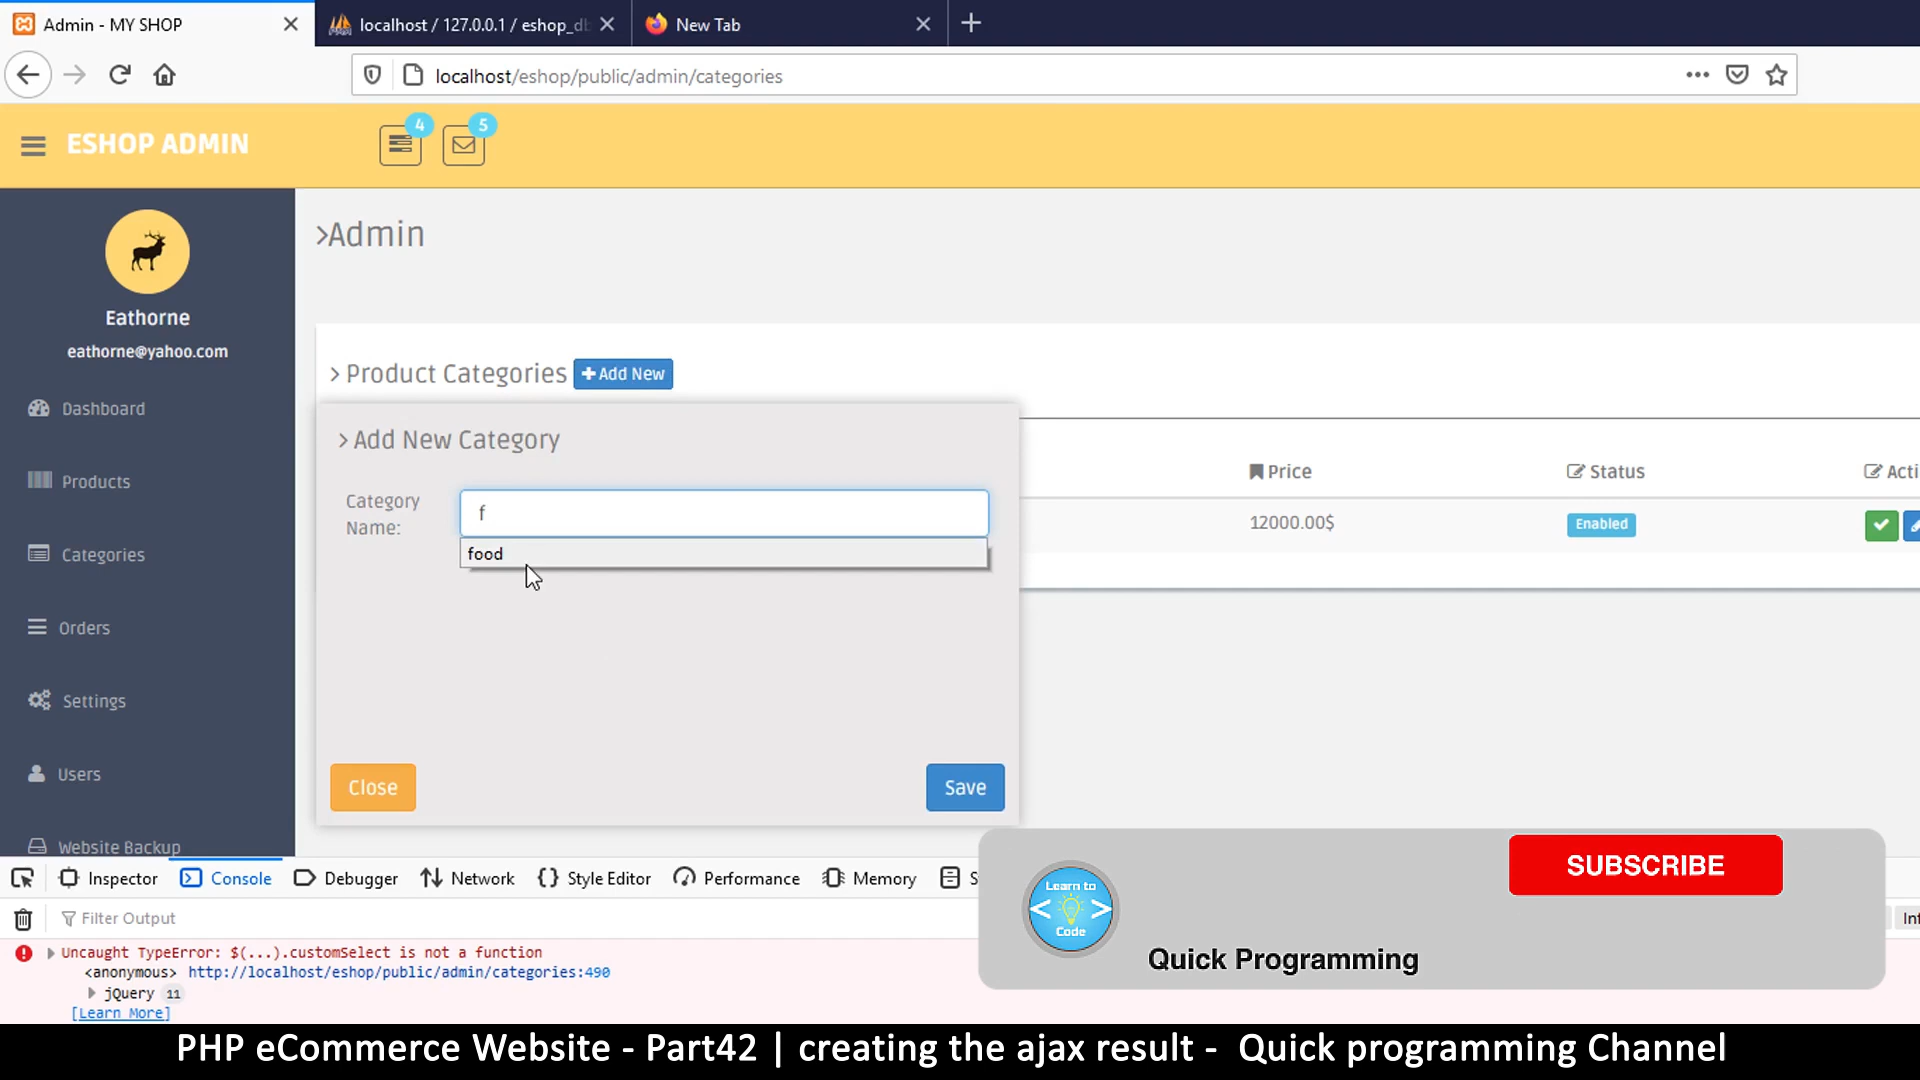 Admin - MY SHOP
localhost / 127.0.0.1 / eshop_db
New Tab
localhost/eshop/public/admin/categories
ESHOP ADMIN
4
5
Eathorne
eathorne@yahoo.com
Dashboard
Products
Categories
Orders
Settings
Users
Website Backup
>Admin
> Product Categories
+Add New
> Add New Category
Category
Name:
f
food
Close
Save
Price
Status
Acti
12000.00$
Enabled
Inspector
Console
Debugger
Network
Style Editor
Performance
Memory
S
Filter Output
Int
Uncaught TypeError: $(...).customSelect is not a function
<anonymous> http://localhost/eshop/public/admin/categories:490
jQuery 11
[Learn More]
Learn to
< >
Code
SUBSCRIBE
Quick Programming
PHP eCommerce Website - Part42 | creating the ajax result - Quick programming Channel